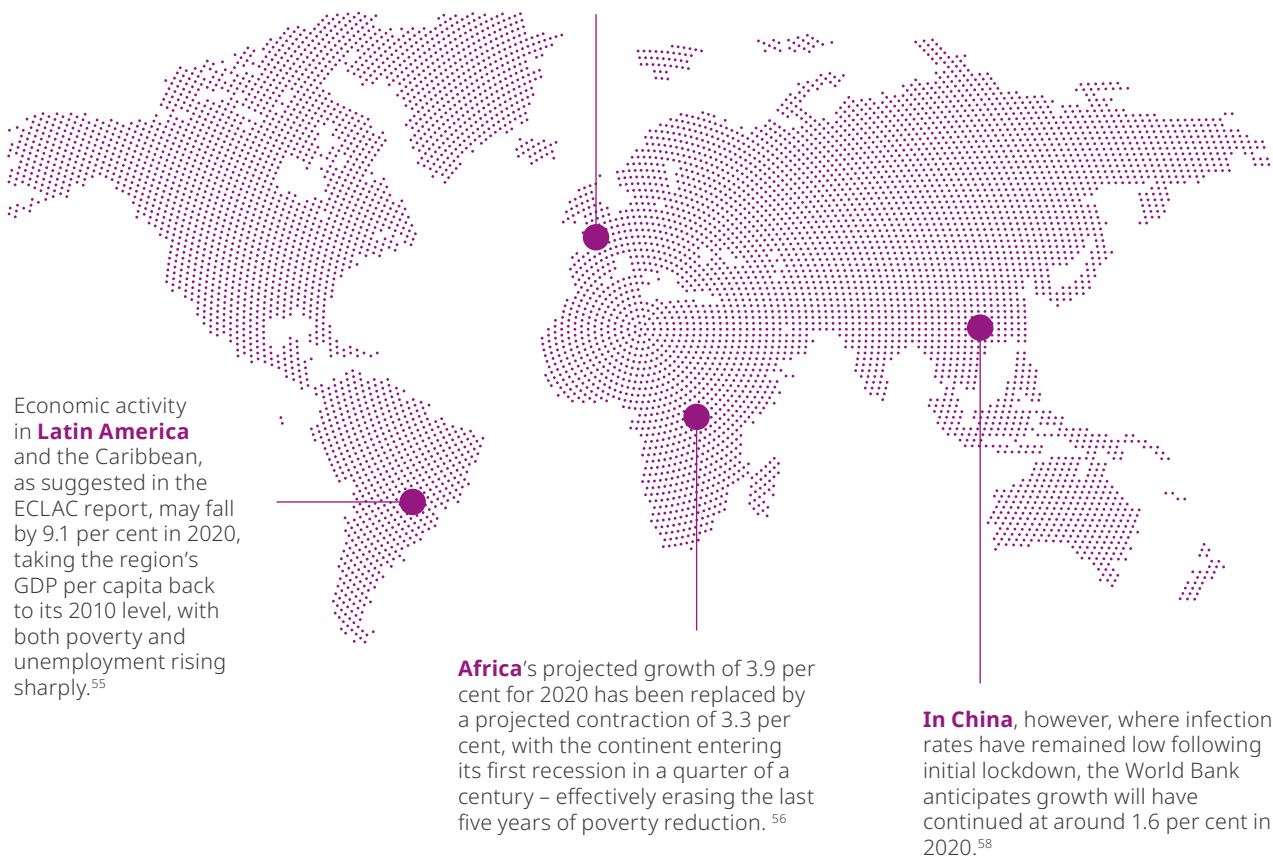 Economic activity
in Latin America
and the Caribbean,
as suggested in the
ECLAC report, may fall
by 9.1 per cent in 2020,
taking the region’s
GDP per capita back
to its 2010 level, with
both poverty and
unemployment rising
sharply.55
Africa’s projected growth of 3.9 per
cent for 2020 has been replaced by
a projected contraction of 3.3 per
cent, with the continent entering
its first recession in a quarter of a
century – effectively erasing the last
five years of poverty reduction. 56
In China, however, where infection
rates have remained low following
initial lockdown, the World Bank
anticipates growth will have
continued at around 1.6 per cent in
2020.58